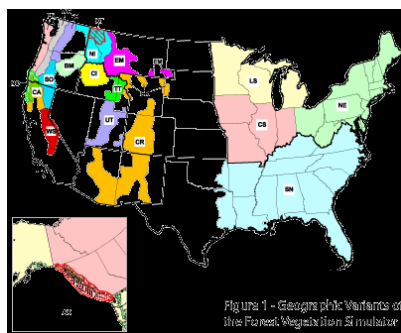 NI
EM
BM
CI
SO
TT
CA
UT
WS
CR
LS
CS
NE
SN
AK
Figure 1 - Geographic Variants of
the Forest Vegetation Simulator